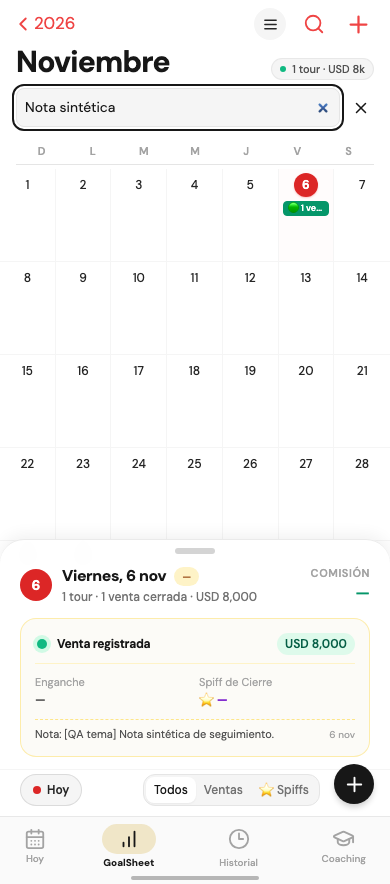 2026
Noviembre
1 tour · USD 8k
Nota sintética
D L M M J V S
1 2 3 4 5 6 7
1 ve...
8 9 10 11 12 13 14
15 16 17 18 19 20 21
22 23 24 25 26 27 28
6 Viernes, 6 nov – COMISIÓN
1 tour · 1 venta cerrada · USD 8,000 –
Venta registrada USD 8,000
Enganche Spiff de Cierre
– –
Nota: [QA tema] Nota sintética de seguimiento. 6 nov
Hoy Todos Ventas Spiffs
Hoy GoalSheet Historial Coaching